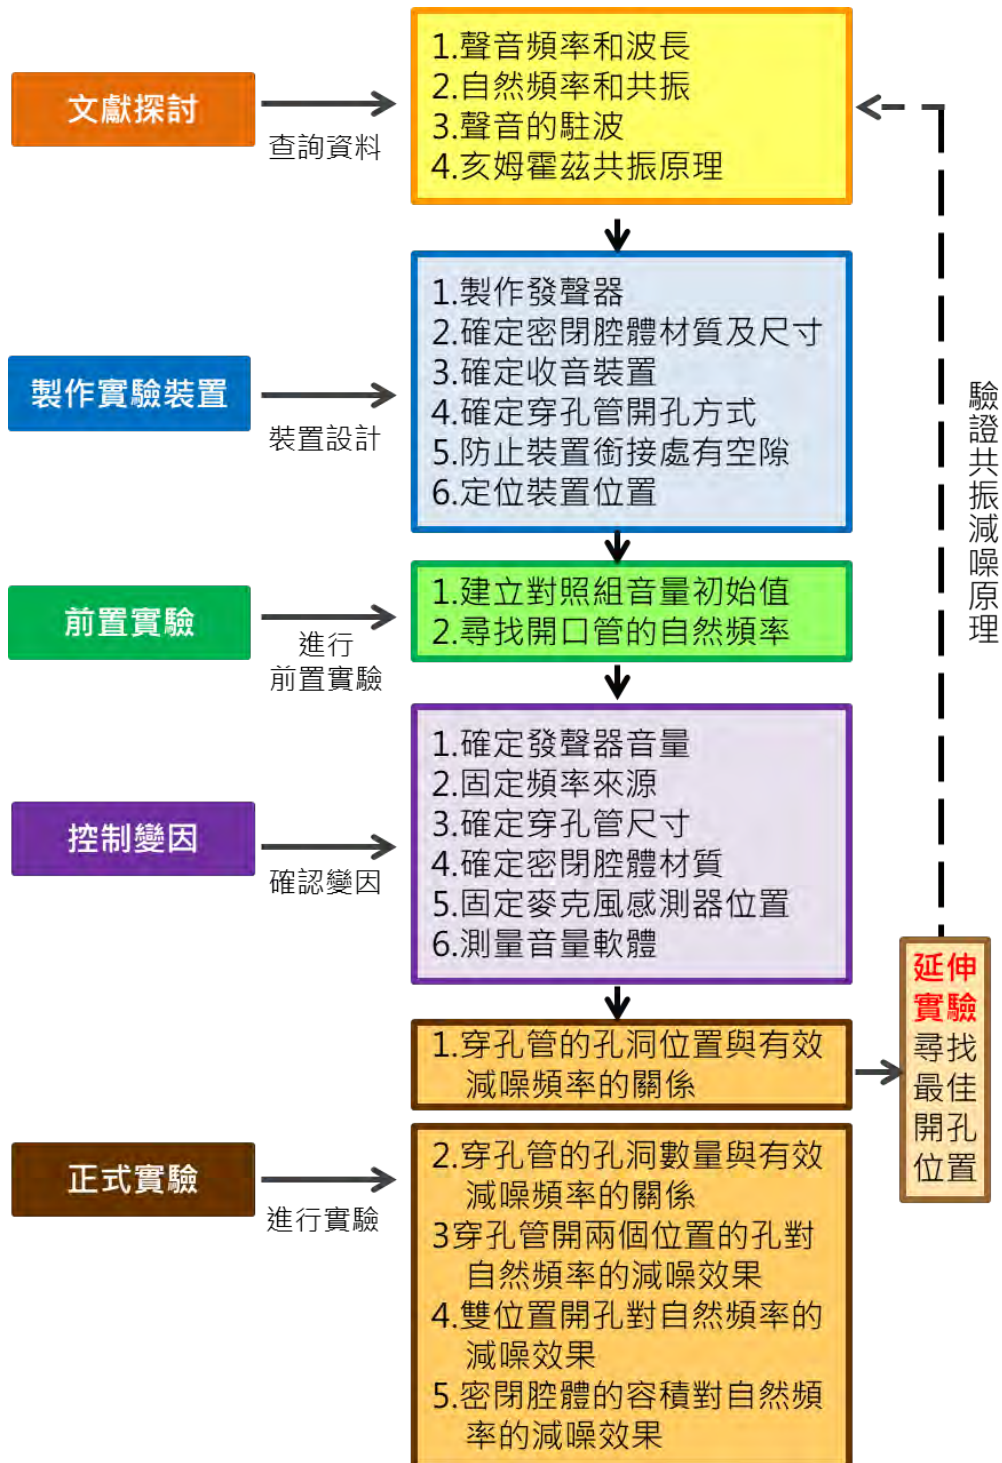 文獻探討
查詢資料
1.聲音頻率和波長
2.自然頻率和共振
3.聲音的駐波
4.亥姆霍茲共振原理
製作實驗裝置
裝置設計
1.製作發聲器
2.確定密閉腔體材質及尺寸
3.確定收音裝置
4.確定穿孔管開孔方式
5.防止裝置銜接處有空隙
6.定位裝置位置
前置實驗
進行
前置實驗
1.建立對照組音量初始值
2.尋找開口管的自然頻率
控制變因
確認變因
1.確定發聲器音量
2.固定頻率來源
3.確定穿孔管尺寸
4.確定密閉腔體材質
5.固定麥克風感測器位置
6.測量音量軟體
正式實驗
進行實驗
1.穿孔管的孔洞位置與有效
減噪頻率的關係
2.穿孔管的孔洞數量與有效
減噪頻率的關係
3穿孔管開兩個位置的孔對
自然頻率的減噪效果
4.雙位置開孔對自然頻率的
減噪效果
5.密閉腔體的容積對自然頻
率的減噪效果
延伸
實驗
尋找
最佳
開孔
位置
驗證共振減噪原理